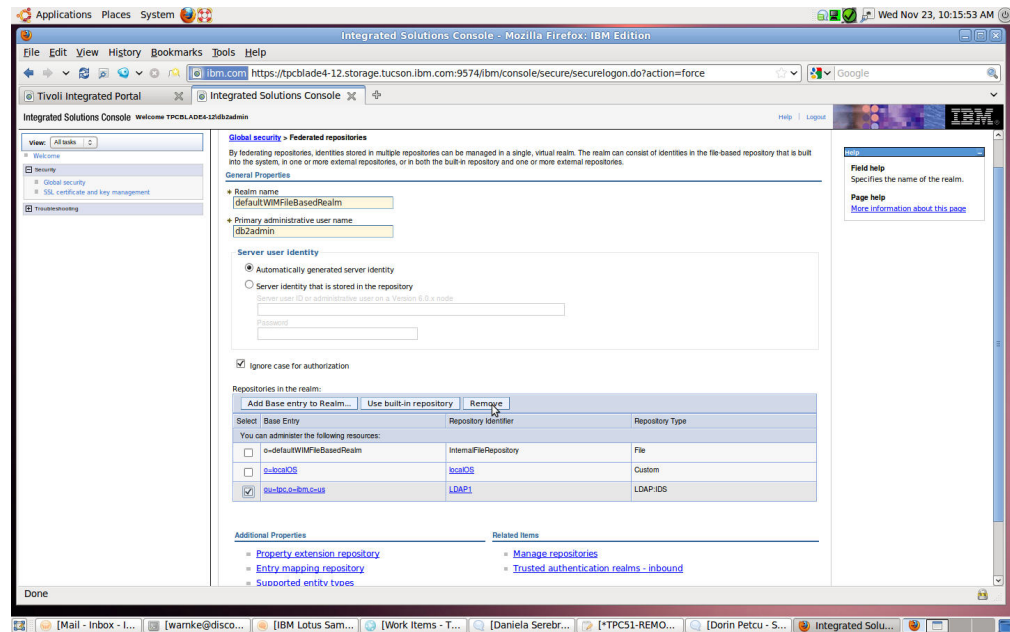 Applications Places System Wed Nov 23, 10:15:53 AM
Integrated Solutions Console - Mozilla Firefox: IBM Edition
File Edit View History Bookmarks Tools Help
ibm.com https://tpcblade4-12.storage.tucson.ibm.com:9574/ibm/console/secure/securelogon.do?action=force Google
Tivoli Integrated Portal Integrated Solutions Console
Integrated Solutions Console Welcome TPCBLADE4-12\db2admin Help Logout IBM.
View: All tasks
Welcome
Security
Global security
SSL certificate and key management
Troubleshooting
Global security > Federated repositories
By federating repositories, identities stored in multiple repositories can be managed in a single, virtual realm. The realm can consist of identities in the file-based repository that is built
into the system, in one or more external repositories, or in both the built-in repository and one or more external repositories.
General Properties
+ Realm name
defaultWIMFileBasedRealm
+ Primary administrative user name
db2admin
Server user identity
Automatically generated server identity
Server identity that is stored in the repository
Server user ID or administrative user on a Version 6.0.x node
Password
Ignore case for authorization
Repositories in the realm:
Add Base entry to Realm... Use built-in repository Remove
Select Base Entry Repository Identifier Repository Type
You can administer the following resources:
o=defaultWIMFileBasedRealm InternalFileRepository File
o=localOS localOS Custom
ou=tpc,o=ibm,c=us LDAP1 LDAP:IDS
Additional Properties Related Items
Property extension repository Manage repositories
Entry mapping repository Trusted authentication realms - inbound
Supported entity types
Help
Field help
Specifies the name of the realm.
Page help
More information about this page
Done
[Mail - Inbox - I... [warnke@disco... [IBM Lotus Sam... [Work Items - T... [Daniela Serebr... [*TPC51-REMO... [Dorin Petcu - S... Integrated Solu...